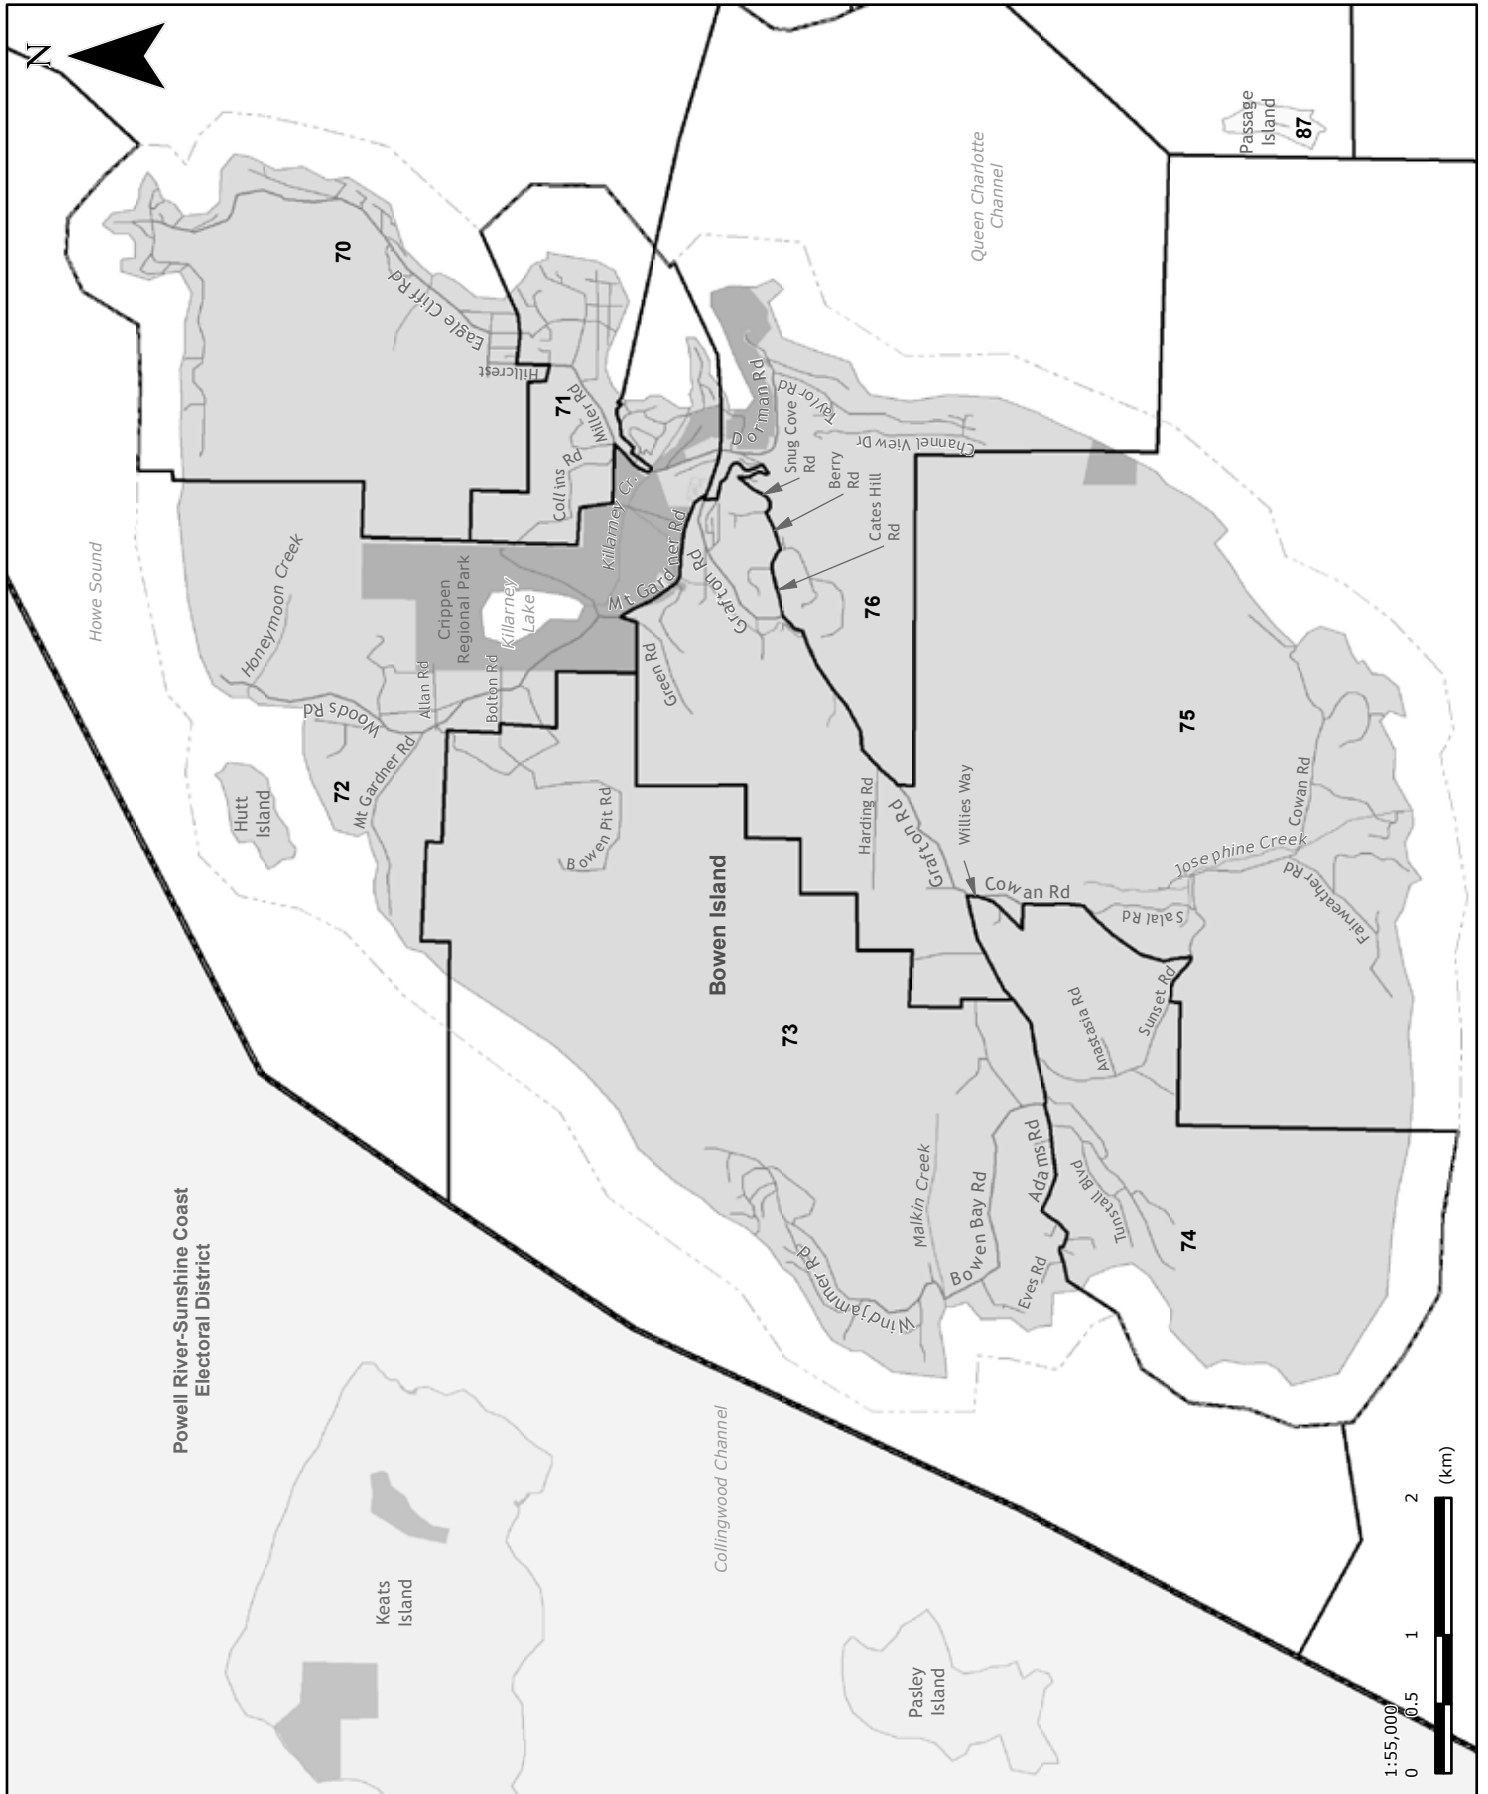 N
Howe Sound
Powell River-Sunshine Coast
Electoral District
Keats
Island
Pasley
Island
Collingwood Channel
Hutt
Island
Honeymoon Creek
Woods Rd
72
Mt Gardner Rd
Allan Rd
Bolton Rd
Crippen
Regional Park
Killarney
Lake
Killarney Cr.
70
Eagle Cliff Rd
Hillcrest
71
Miller Rd
Collins Rd
Mt Gardner Rd
Green Rd
Grafton Rd
Dorman Rd
Taylor Rd
Channel View Dr
Snug Cove
Rd
Berry
Rd
Cates Hill
Rd
76
Queen Charlotte
Channel
Passage
Island
87
Bowen Pit Rd
Bowen Island
73
Harding Rd
Grafton Rd
Willies Way
Cowan Rd
Salal Rd
Josephine Creek
Cowan Rd
Fairweather Rd
75
Anastasia Rd
Sunset Rd
Malkin Creek
Bowen Bay Rd
Adams Rd
Windjammer Rd
Eves Rd
Tunstall Blvd
74
1:55,000
0 0.5 1 2 (km)